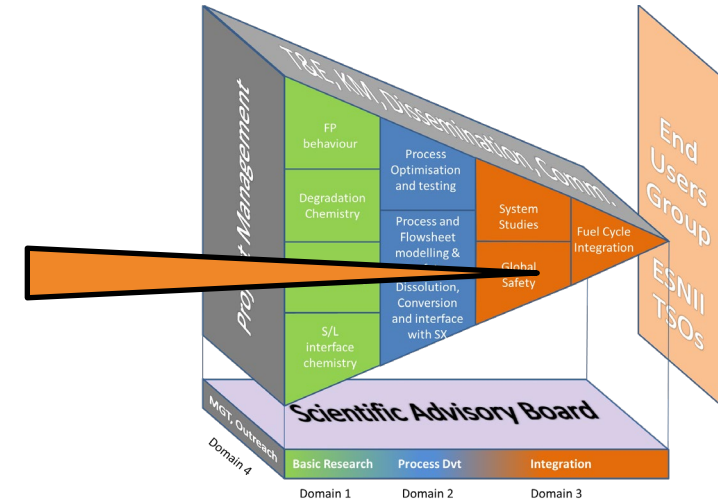 T&E, KM, Dissemination, Comm.
Management
FP
behaviour
Degradation
Chemistry
S/L
interface
chemistry
Process
Optimisation
and testing
Process and
Flowsheet
modelling &
Dissolution,
Conversion
and interface
with SX
System
Studies
Global
Safety
Fuel Cycle
Integration
End
Users
Group
ESNII
TSOs
Scientific Advisory Board
MGT, Outreach
Basic Research
Process Dvt
Integration
Domain 4
Domain 1
Domain 2
Domain 3